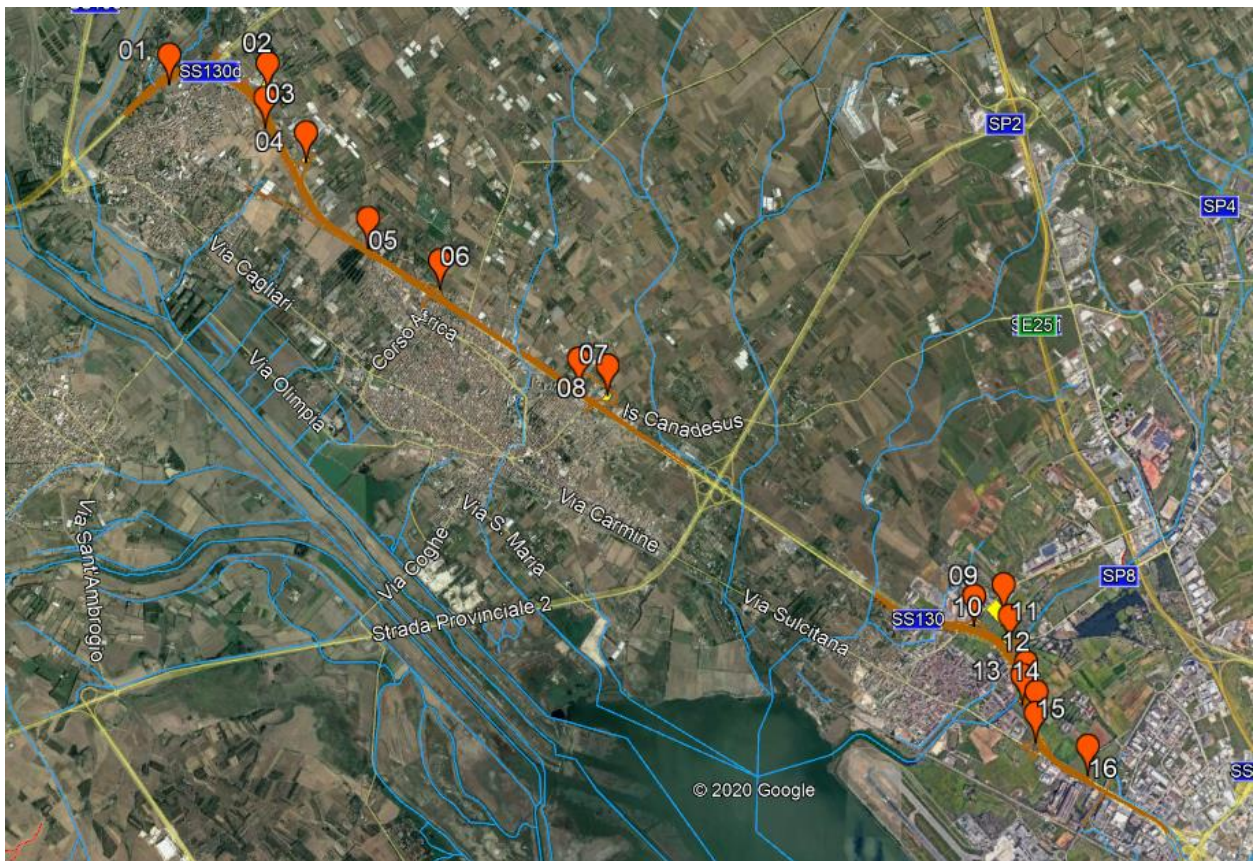 01
02
SS130d
03
04
SP2
SP4
05
Via Cagliari
06
Corso Africa
E25
Via Olimpia
07
08
Is Canadesus
Via Carmine
Via S. Maria
Via Coghe
Via Sant'Ambrogio
Strada Provinciale 2
Via Sulcitana
SP8
09
10
11
SS130
12
13
14
15
16
© 2020 Google